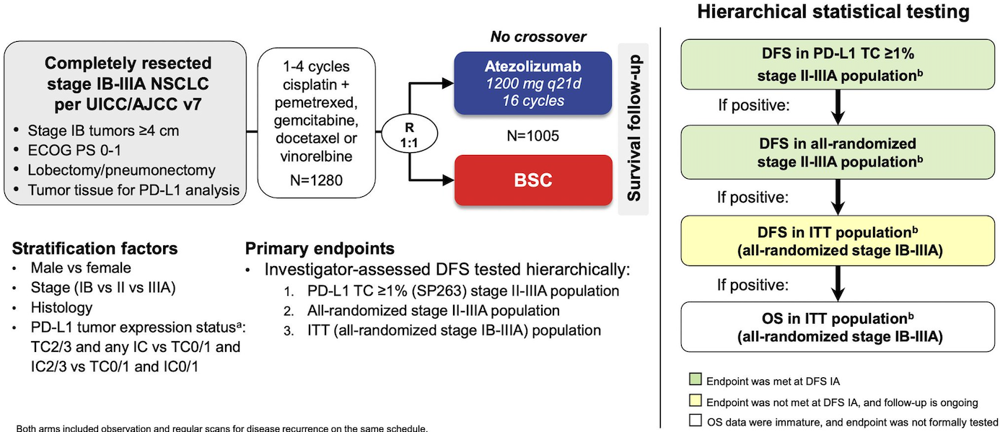 Completely resected
stage IB-IIIA NSCLC
per UICC/AJCC v7
• Stage IB tumors ≥4 cm
• ECOG PS 0-1
• Lobectomy/pneumonectomy
• Tumor tissue for PD-L1 analysis
1-4 cycles
cisplatin +
pemetrexed,
gemcitabine,
docetaxel or
vinorelbine
N=1280
R
1:1
No crossover
Atezolizumab
1200 mg q21d
16 cycles
N=1005
BSC
Survival follow-up
Stratification factors
• Male vs female
• Stage (IB vs II vs IIIA)
• Histology
• PD-L1 tumor expression statusᵃ:
TC2/3 and any IC vs TC0/1 and
IC2/3 vs TC0/1 and IC0/1
Primary endpoints
• Investigator-assessed DFS tested hierarchically:
1. PD-L1 TC ≥1% (SP263) stage II-IIIA population
2. All-randomized stage II-IIIA population
3. ITT (all-randomized stage IB-IIIA) population
Both arms included observation and regular scans for disease recurrence on the same schedule.
Hierarchical statistical testing
DFS in PD-L1 TC ≥1%
stage II-IIIA populationᵇ
If positive:
DFS in all-randomized
stage II-IIIA populationᵇ
If positive:
DFS in ITT populationᵇ
(all-randomized stage IB-IIIA)
If positive:
OS in ITT populationᵇ
(all-randomized stage IB-IIIA)
Endpoint was met at DFS IA
Endpoint was not met at DFS IA, and follow-up is ongoing
OS data were immature, and endpoint was not formally tested